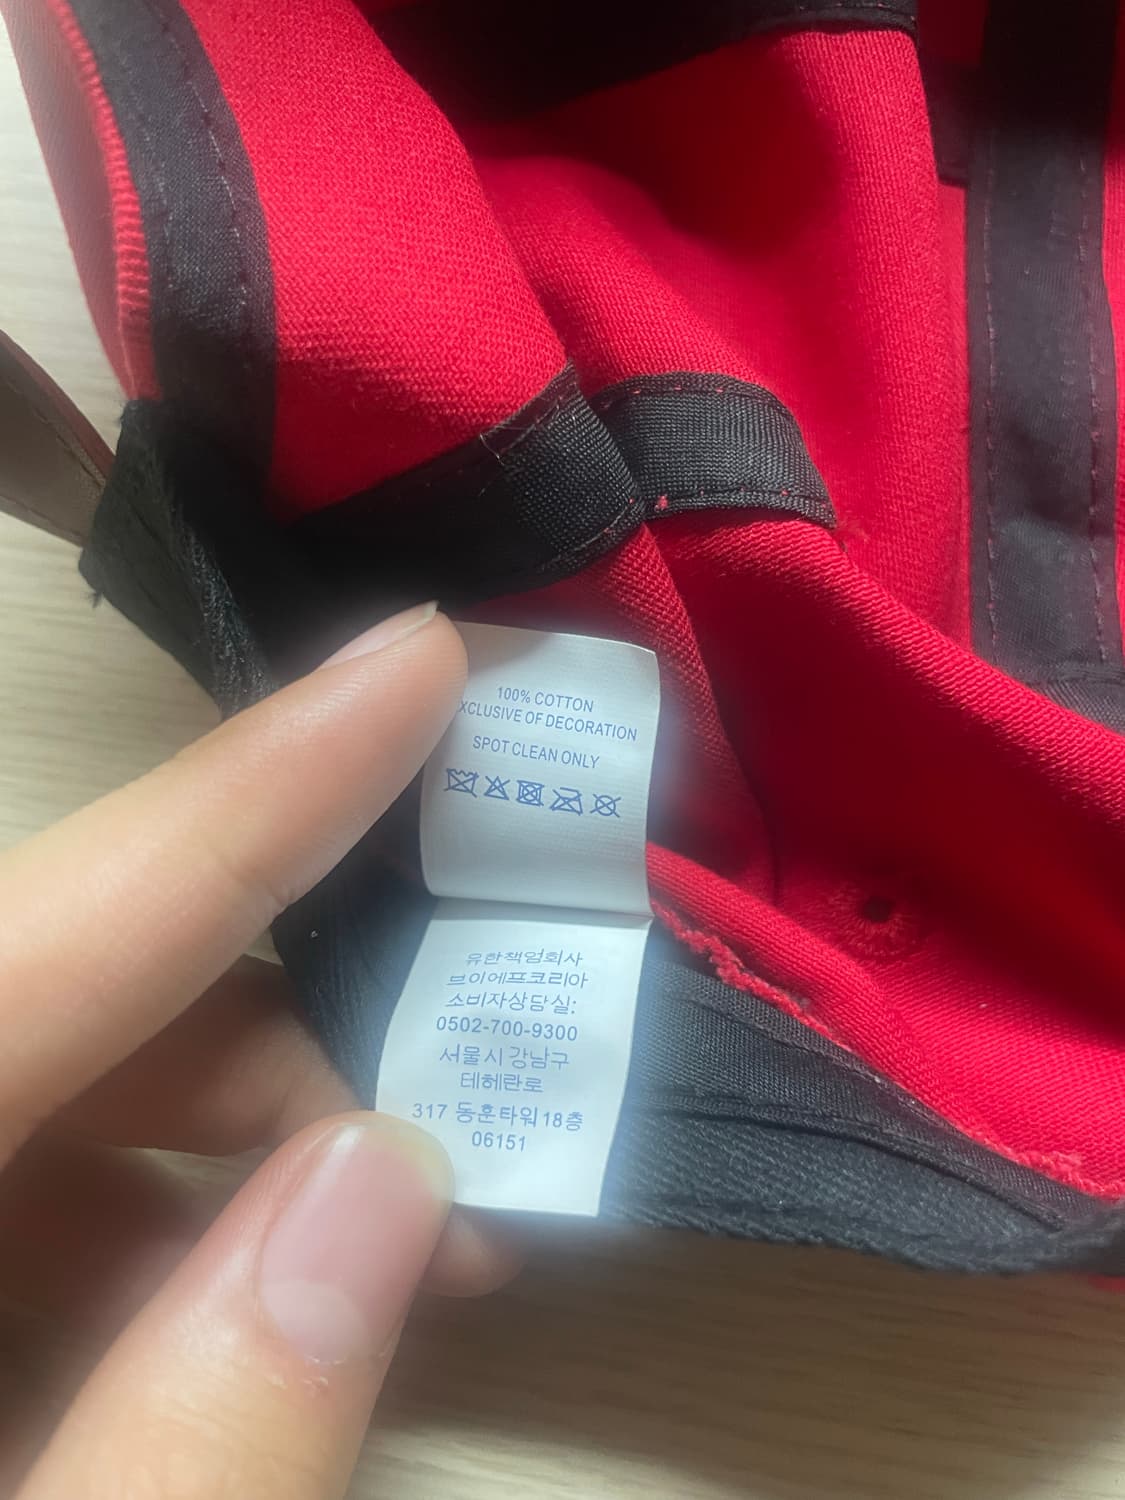 100% COTTON
XCLUSIVE OF DECORATION
SPOT CLEAN ONLY
유한책임회사
브이에프코리아
소비자상담실:
0502-700-9300
서울시강남구
테헤란로
317 동훈타워18층
06151